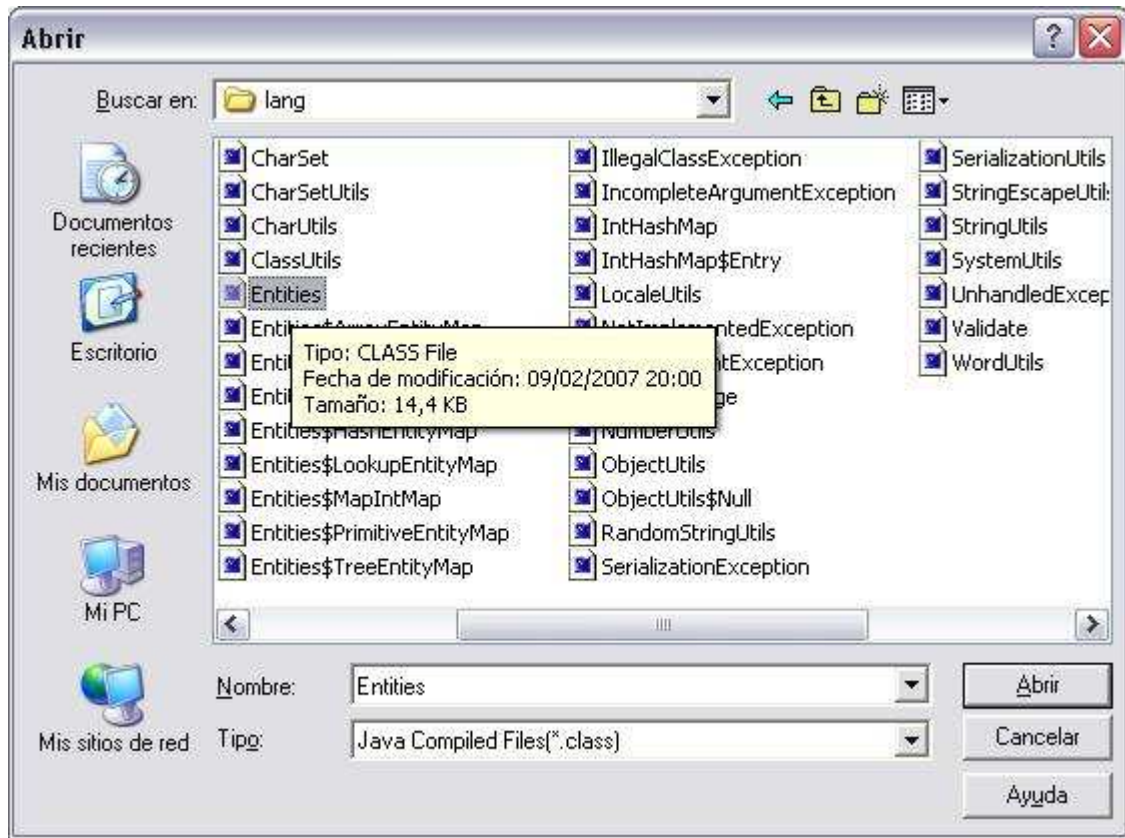 Abrir
Buscar en:
lang
Documentos
recientes
Escritorio
Mis documentos
Mi PC
Mis sitios de red
CharSet
CharSetUtils
CharUtils
ClassUtils
Entities
Entities$HashEntityMap
Entities$LookupEntityMap
Entities$MapIntMap
Entities$PrimitiveEntityMap
Entities$TreeEntityMap
Tipo: CLASS File
Fecha de modificación: 09/02/2007 20:00
Tamaño: 14,4 KB
IllegalClassException
IncompleteArgumentException
IntHashMap
IntHashMap$Entry
LocaleUtils
NotImplementedException
tException
ge
NumberUtils
ObjectUtils
ObjectUtils$Null
RandomStringUtils
SerializationException
SerializationUtils
StringEscapeUtil
StringUtils
SystemUtils
UnhandledExcep
Validate
WordUtils
Nombre:
Entities
Abrir
Tipo:
Java Compiled Files(*.class)
Cancelar
Ayuda